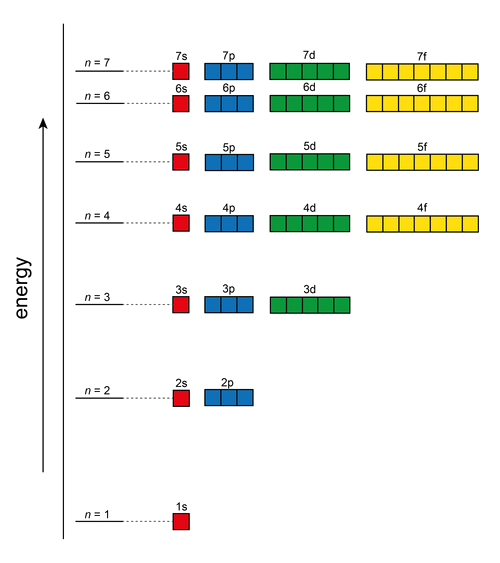 7s 7p 7d 7f
n = 7
6s 6p 6d 6f
n = 6
5s 5p 5d 5f
n = 5
4s 4p 4d 4f
n = 4
energy
3s 3p 3d
n = 3
2s 2p
n = 2
1s
n = 1